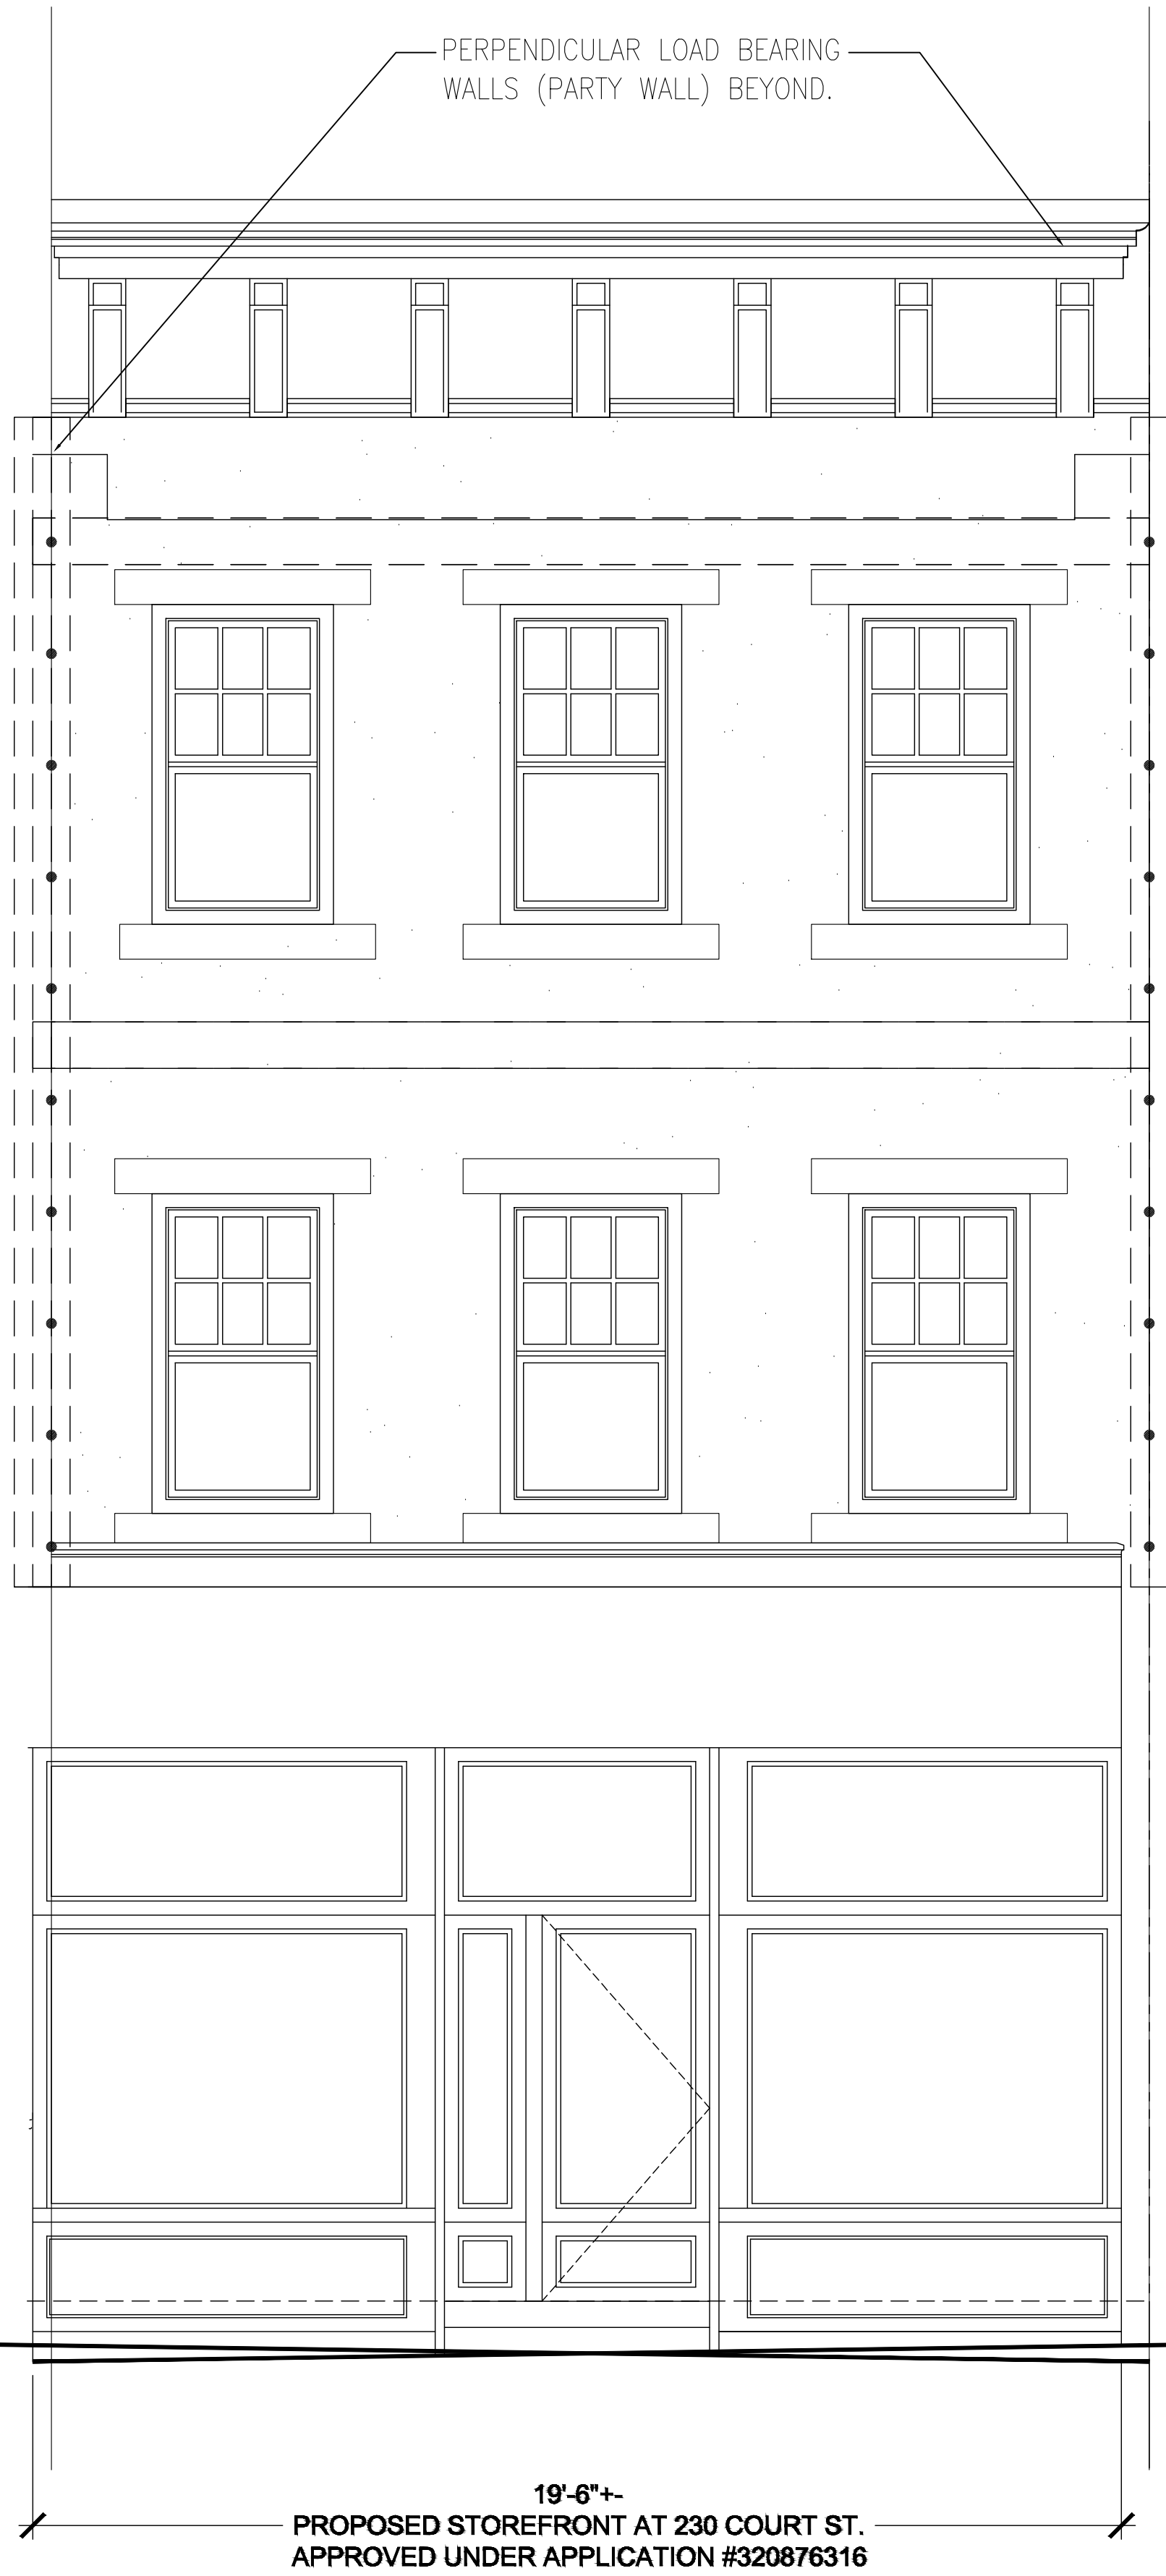 PERPENDICULAR LOAD BEARING
WALLS (PARTY WALL) BEYOND.
19'-6"+-
PROPOSED STOREFRONT AT 230 COURT ST.
APPROVED UNDER APPLICATION #320876316